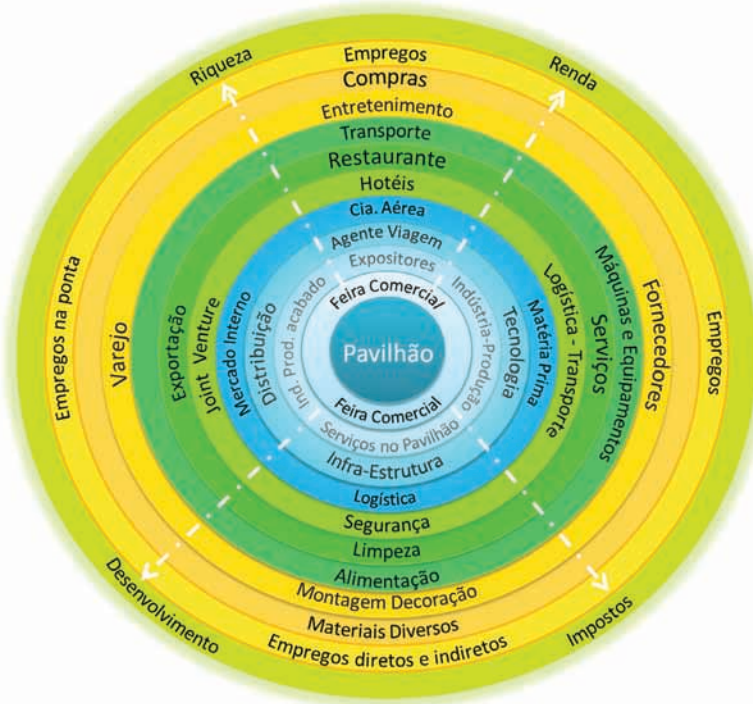 Riqueza
Empregos
Renda
Compras
Entretenimento
Transporte
Restaurante
Hotéis
Cia. Aérea
Agente Viagem
Expositores
Feira Comercial
Pavilhão
Feira Comercial
Serviços no Pavilhão
Infra-Estrutura
Logística
Segurança
Limpeza
Alimentação
Montagem Decoração
Materiais Diversos
Empregos diretos e indiretos
Empregos na ponta
Varejo
Exportação
Joint Venture
Mercado Interno
Distribuição
Ind. Prod. acabado
Indústria-Produção
Tecnologia
Matéria Prima
Logística - Transporte
Serviços
Máquinas e Equipamentos
Fornecedores
Empregos
Desenvolvimento
Impostos